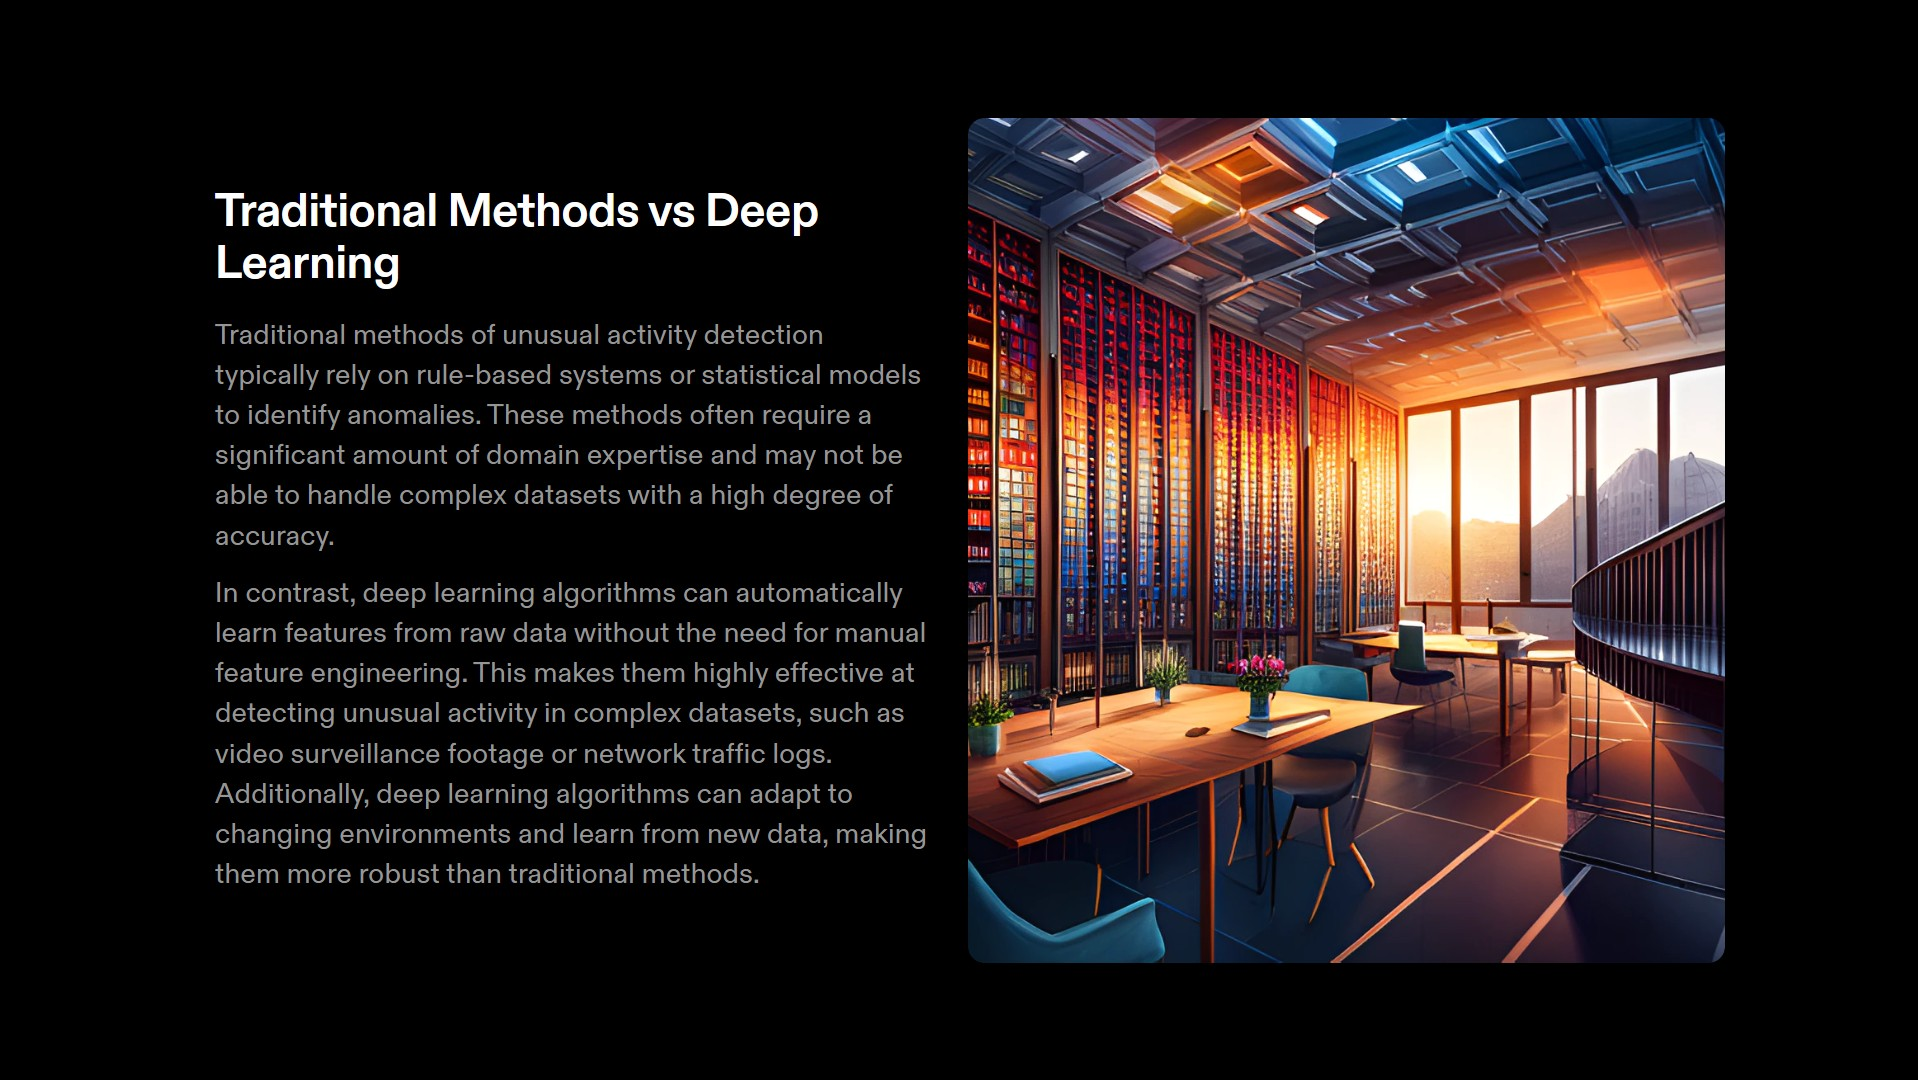 Traditional Methods vs Deep
Learning
Traditional methods of unusual activity detection
typically rely on rule-based systems or statistical models
to identify anomalies. These methods often require a
significant amount of domain expertise and may not be
able to handle complex datasets with a high degree of
accuracy.
In contrast, deep learning algorithms can automatically
learn features from raw data without the need for manual
feature engineering. This makes them highly effective at
detecting unusual activity in complex datasets, such as
video surveillance footage or network traffic logs.
Additionally, deep learning algorithms can adapt to
changing environments and learn from new data, making
them more robust than traditional methods.